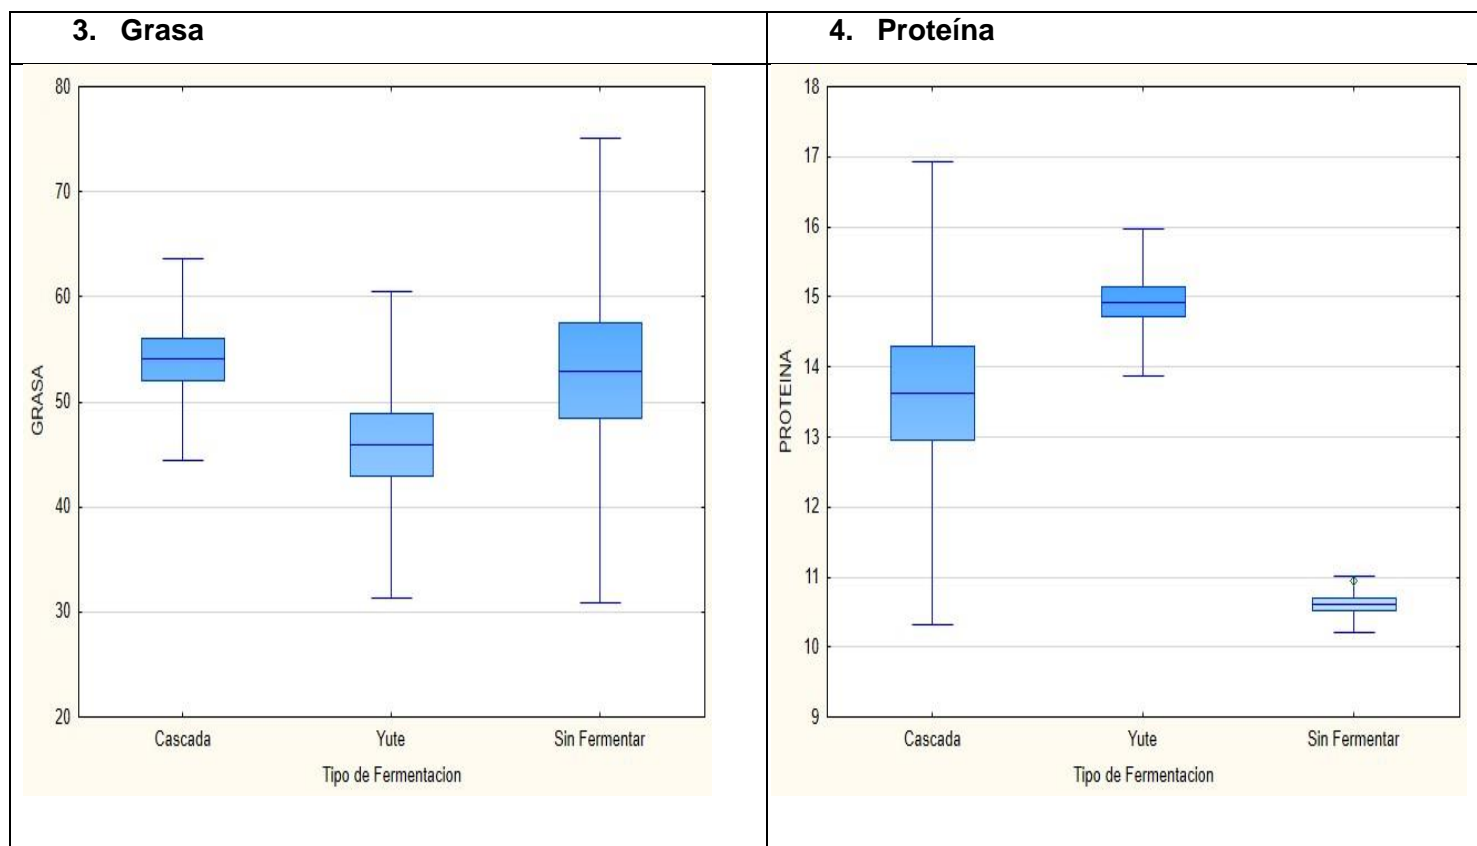 3. Grasa
80
70
60
50
40
30
20
GRASA
Cascada Yute Sin Fermentar
Tipo de Fermentacion
4. Proteína
18
17
16
15
14
13
12
11
10
9
PROTEINA
Cascada Yute Sin Fermentar
Tipo de Fermentacion